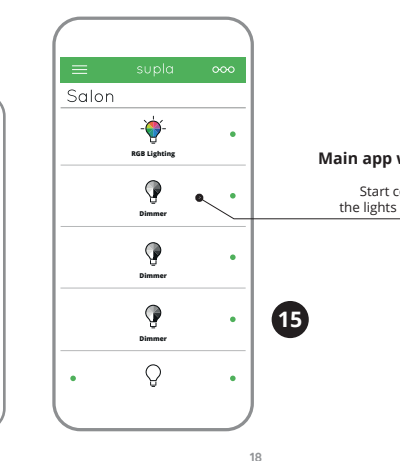 supla
Salon
RGB Lighting
Dimmer
Dimmer
Dimmer
Main app
Start
the lights
15
18